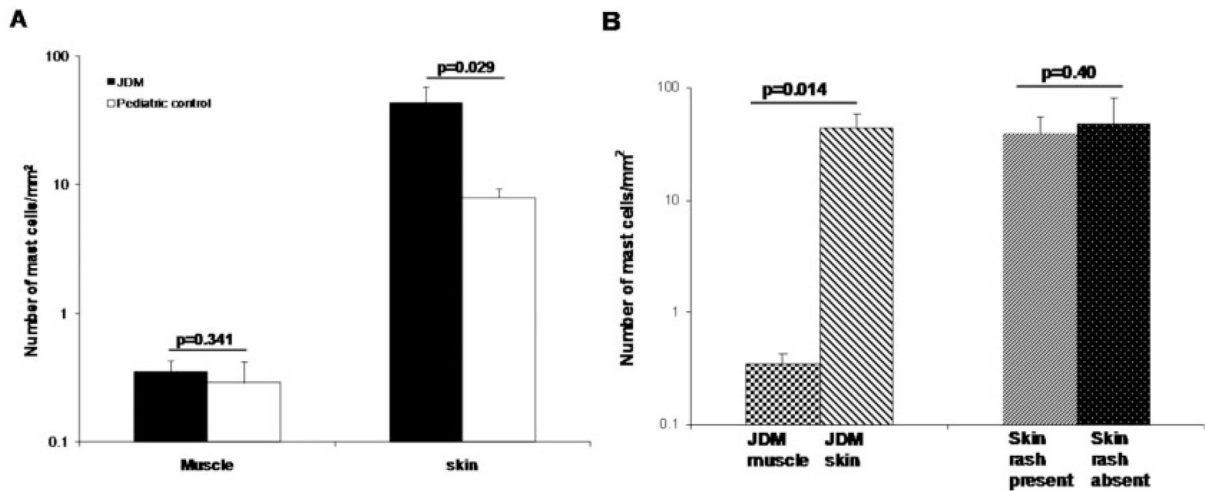 A
Number of mast cells/mm²
100
10
1
0.1
JDM
Pediatric control
p=0.029
p=0.341
Muscle
skin
B
Number of mast cells/mm²
100
10
1
0.1
p=0.014
p=0.40
JDM
muscle
JDM
skin
Skin
rash
present
Skin
rash
absent